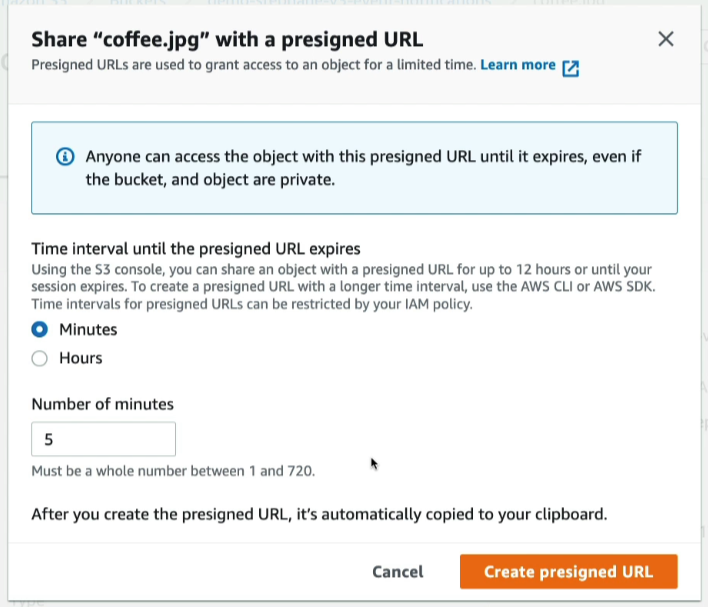 Share “coffee.jpg” with a presigned URL
Presigned URLs are used to grant access to an object for a limited time. Learn more
Anyone can access the object with this presigned URL until it expires, even if
the bucket, and object are private.
Time interval until the presigned URL expires
Using the S3 console, you can share an object with a presigned URL for up to 12 hours or until your
session expires. To create a presigned URL with a longer time interval, use the AWS CLI or AWS SDK.
Time intervals for presigned URLs can be restricted by your IAM policy.
Minutes
Hours
Number of minutes
5
Must be a whole number between 1 and 720.
After you create the presigned URL, it’s automatically copied to your clipboard.
Cancel
Create presigned URL